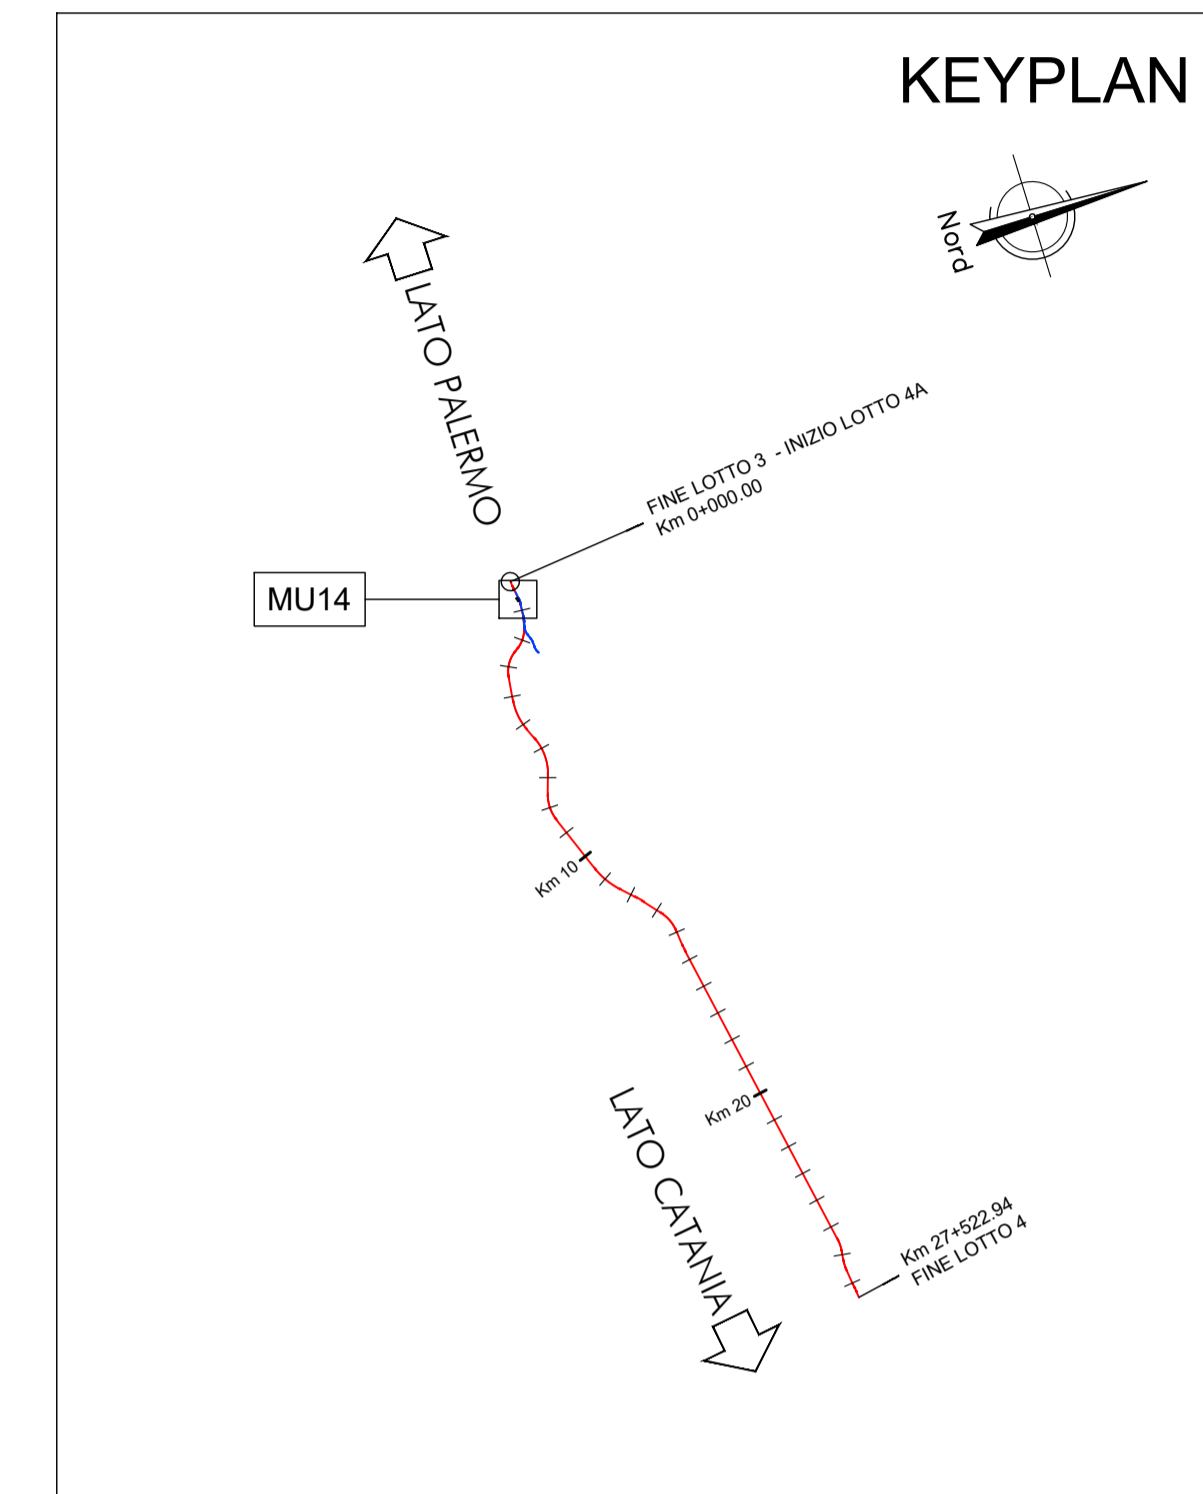 KEYPLAN
Nord
LATO PALERMO
FINE LOTTO 3 - INIZIO LOTTO 4A
Km 0+000.00
MU14
Km 10
Km 20
LATO CATANIA
Km 27+522.94
FINE LOTTO 4